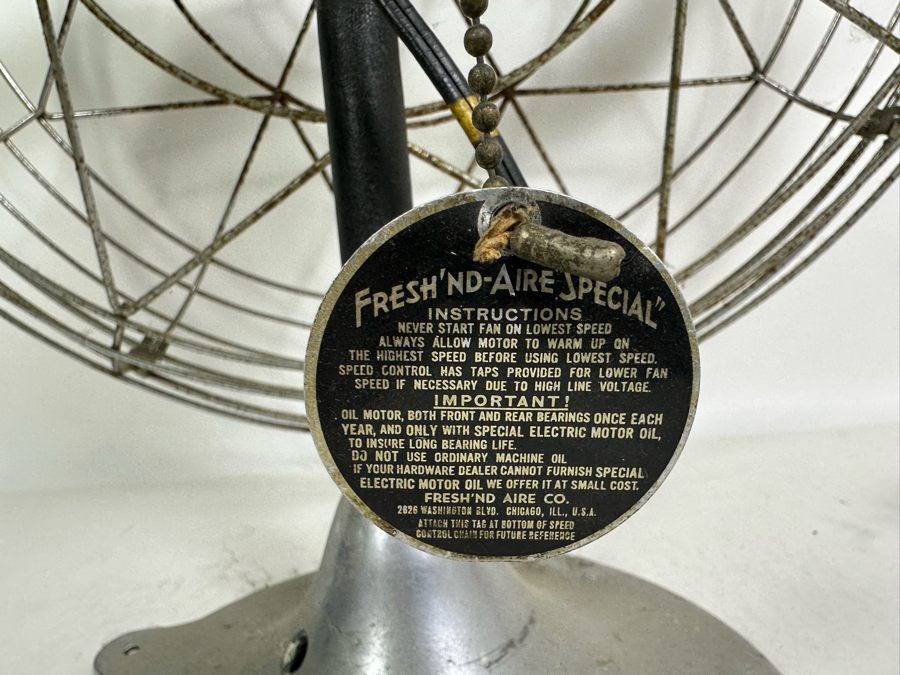 FRESH'ND-AIRE SPECIAL"
INSTRUCTIONS
NEVER START FAN ON LOWEST SPEED
ALWAYS ALLOW MOTOR TO WARM UP ON
THE HIGHEST SPEED BEFORE USING LOWEST SPEED.
SPEED CONTROL HAS TAPS PROVIDED FOR LOWER FAN
SPEED IF NECESSARY DUE TO HIGH LINE VOLTAGE.
IMPORTANT!
OIL MOTOR, BOTH FRONT AND REAR BEARINGS ONCE EACH
YEAR, AND ONLY WITH SPECIAL ELECTRIC MOTOR OIL,
TO INSURE LONG BEARING LIFE.
DO NOT USE ORDINARY MACHINE OIL
IF YOUR HARDWARE DEALER CANNOT FURNISH SPECIAL
ELECTRIC MOTOR OIL WE OFFER IT AT SMALL COST.
FRESH'ND AIRE CO.
2626 WASHINGTON BLVD. CHICAGO, ILL., U.S.A.
ATTACH THIS TAG AT BOTTOM OF SPEED
CONTROL CHAIN FOR FUTURE REFERENCE